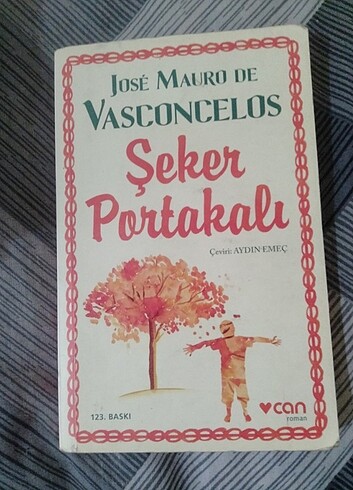 JOSÉ MAURO DE
VASCONCELOS
Şeker
Portakalı
Çeviri: AYDIN EMEÇ
123. BASKI
can
roman